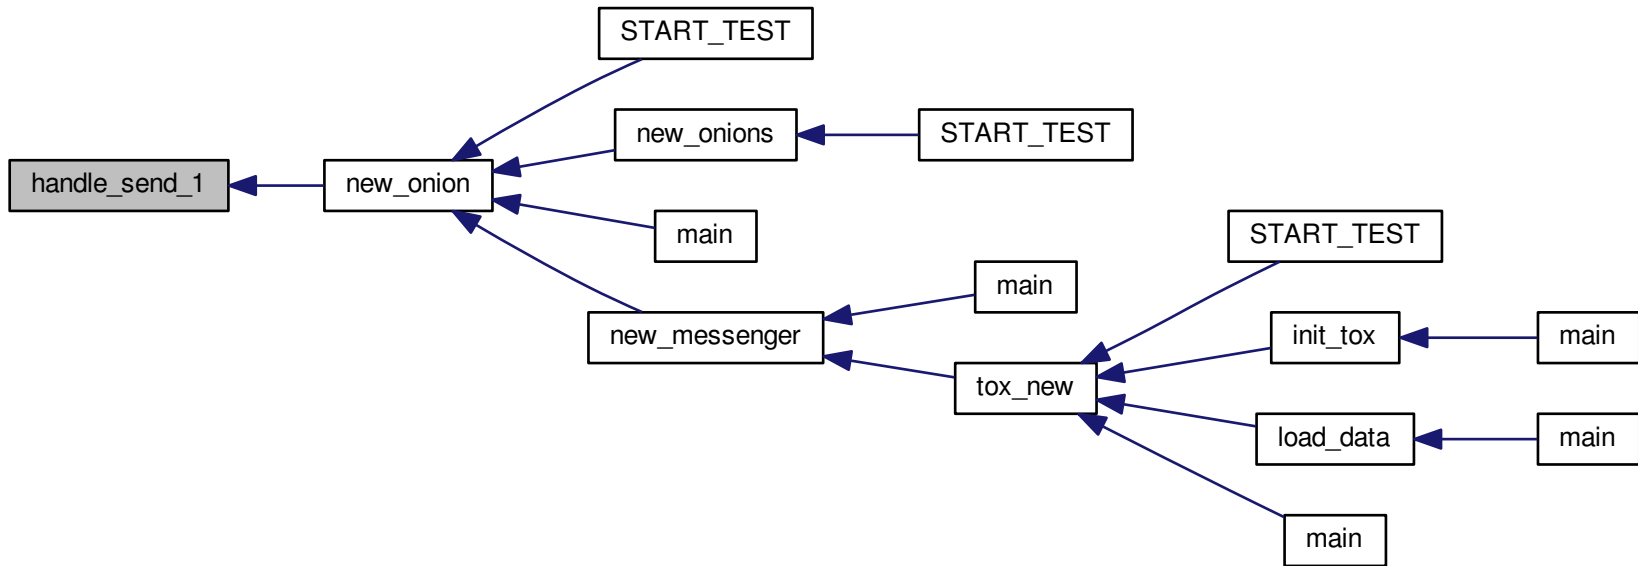 START_TEST
new_onions
START_TEST
handle_send_1
new_onion
main
START_TEST
main
new_messenger
init_tox
main
tox_new
load_data
main
main